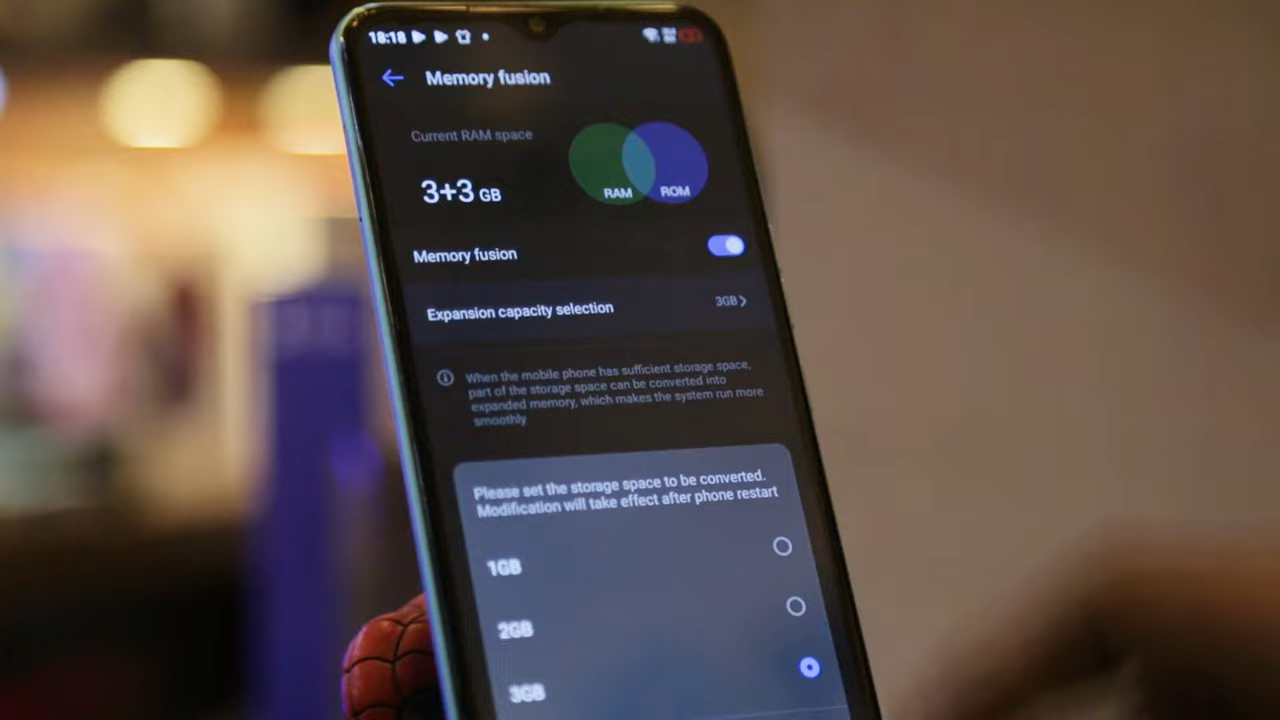 18:18
Memory fusion
Current RAM space
3+3 GB
RAM
ROM
Memory fusion
Expansion capacity selection
3GB
When the mobile phone has sufficient storage space,
part of the storage space can be converted into
expanded memory, which makes the system run more
smoothly
Please set the storage space to be converted.
Modification will take effect after phone restart
1GB
2GB
3GB